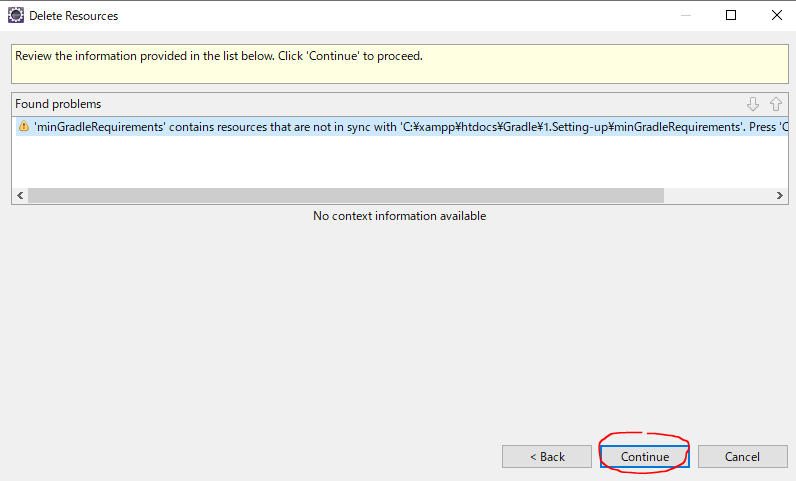 Delete Resources
Review the information provided in the list below. Click 'Continue' to proceed.
Found problems
'minGradleRequirements' contains resources that are not in sync with 'C:¥xampp¥htdocs¥Gradle¥1.Setting-up¥minGradleRequirements'. Press 'C
No context information available
< Back
Continue
Cancel